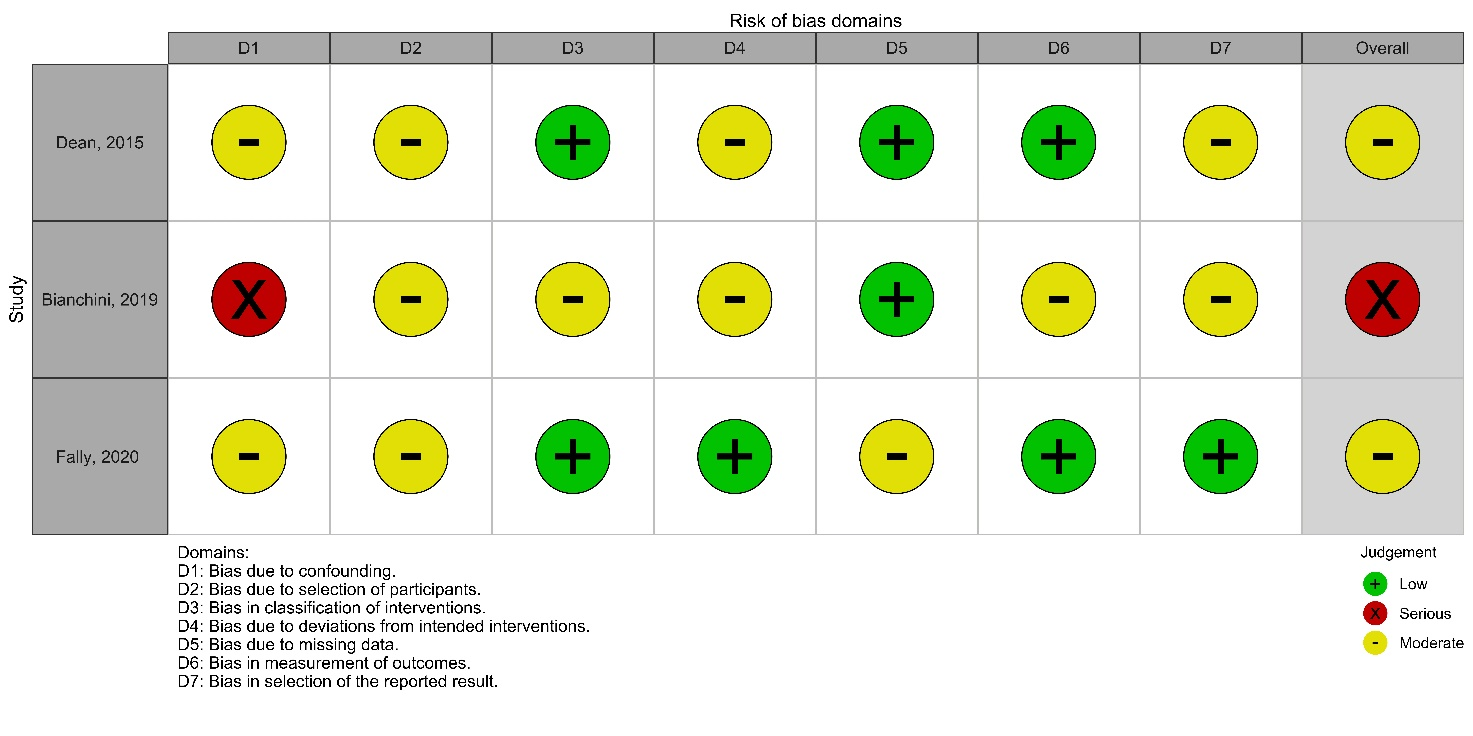 Risk of bias domains
D1 D2 D3 D4 D5 D6 D7 Overall
Study
Dean, 2015 - - + - + + - -
Bianchini, 2019 X - - - + - - X
Fally, 2020 - - + + - + + -
Domains:
D1: Bias due to confounding.
D2: Bias due to selection of participants.
D3: Bias in classification of interventions.
D4: Bias due to deviations from intended interventions.
D5: Bias due to missing data.
D6: Bias in measurement of outcomes.
D7: Bias in selection of the reported result.
Judgement
+ Low
X Serious
- Moderate